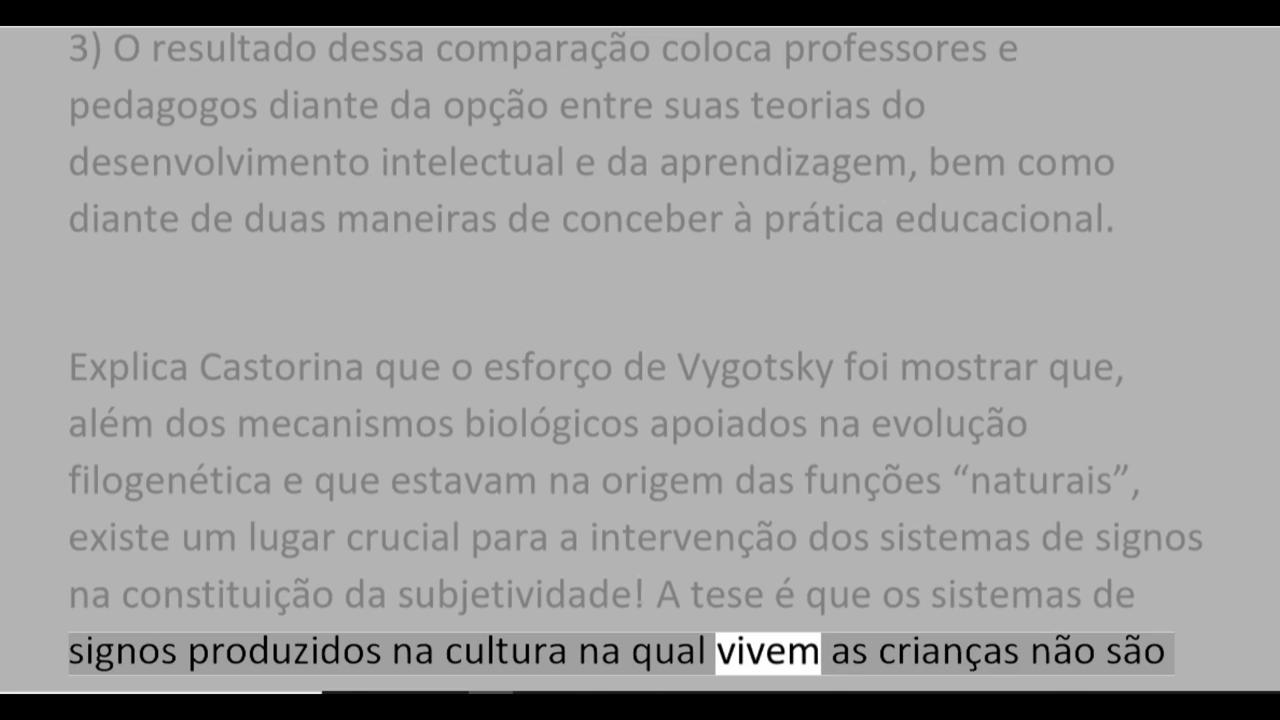 3) O resultado dessa comparação coloca professores e
pedagogos diante da opção entre suas teorias do
desenvolvimento intelectual e da aprendizagem, bem como
diante de duas maneiras de conceber à prática educacional.
Explica Castorina que o esforço de Vygotsky foi mostrar que,
além dos mecanismos biológicos apoiados na evolução
filogenética e que estavam na origem das funções “naturais”,
existe um lugar crucial para a intervenção dos sistemas de signos
na constituição da subjetividade! A tese é que os sistemas de
signos produzidos na cultura na qual vivem as crianças não são